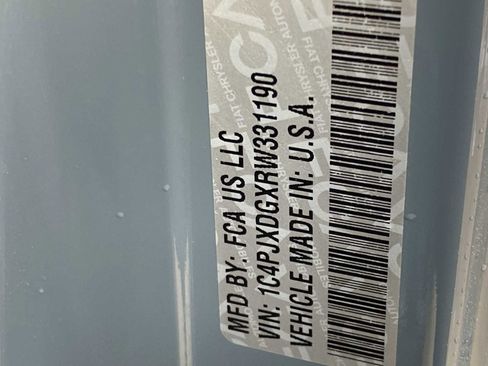 MFD BY: FCA US LLC
VIN: 1C4PJXDGXRW331190
VEHICLE MADE IN: U.S.A.